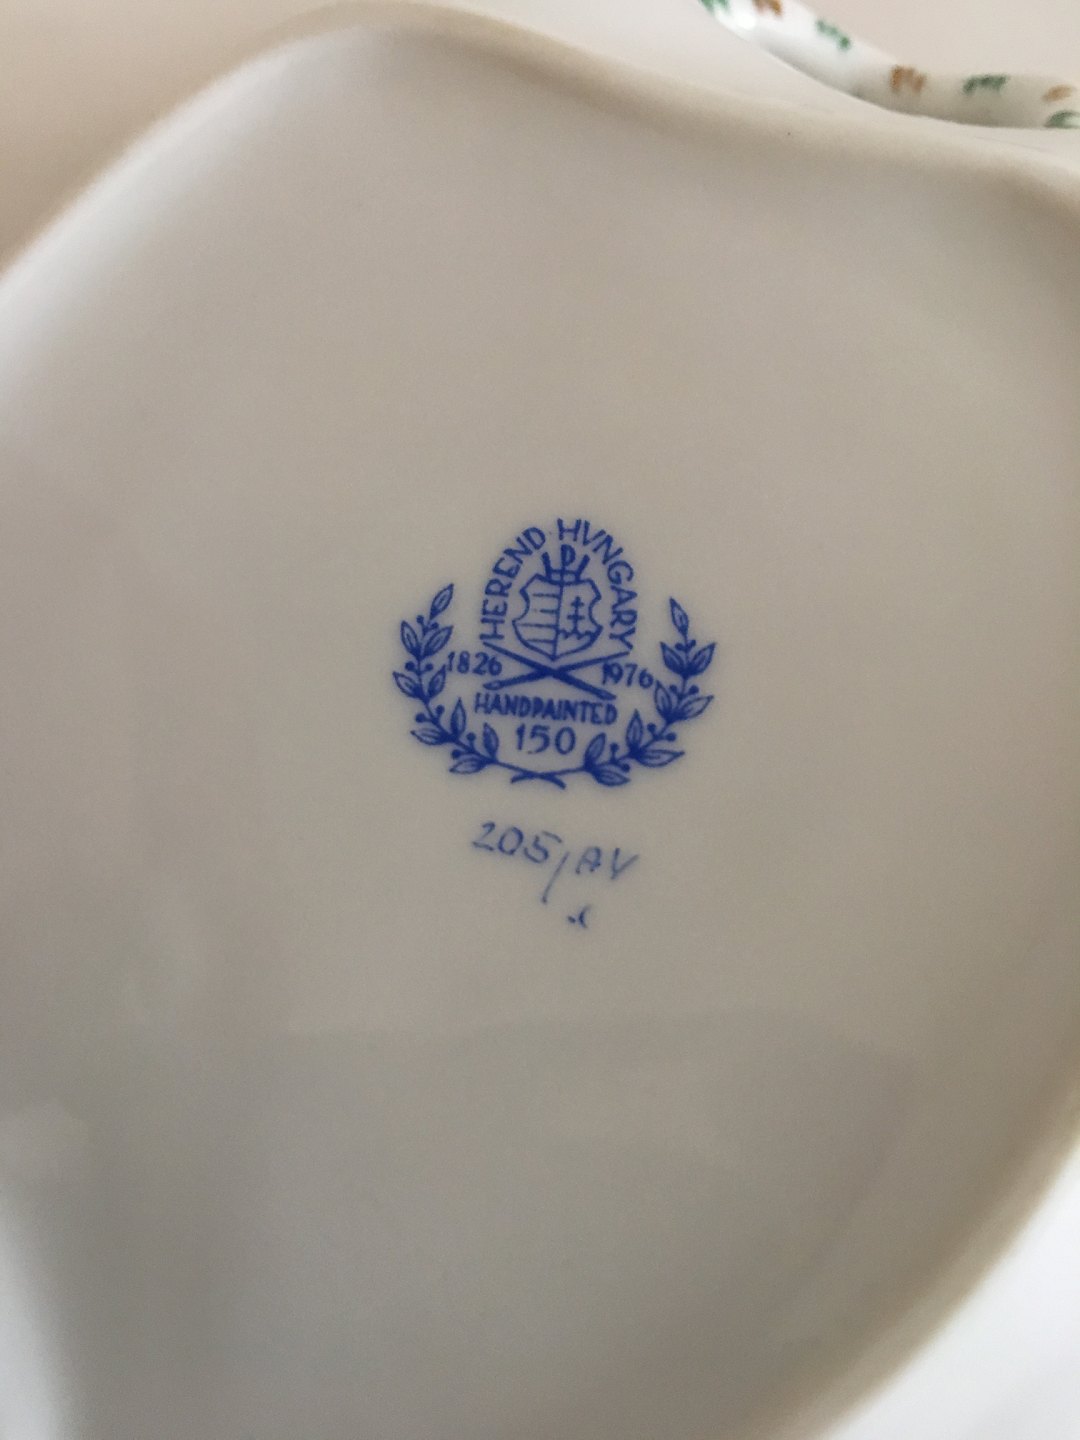 HEREND HVNGARY
D
1826 1976
HANDPAINTED
150
205/AV